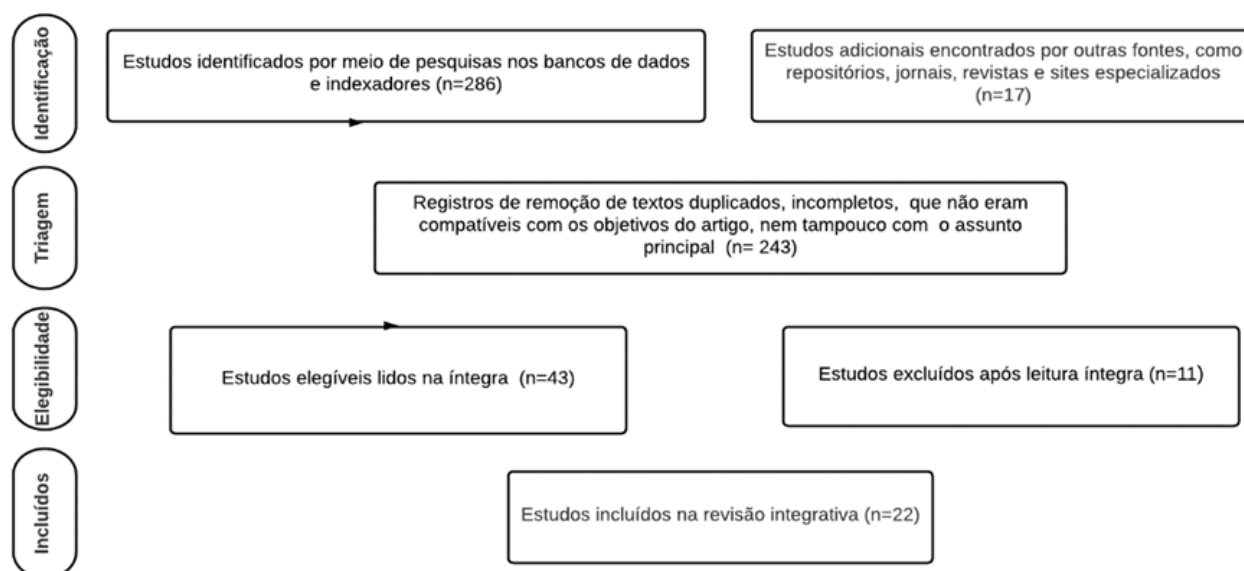 Identificação
Estudos identificados por meio de pesquisas nos bancos de dados
e indexadores (n=286)
Estudos adicionais encontrados por outras fontes, como
repositórios, jornais, revistas e sites especializados
(n=17)
Triagem
Registros de remoção de textos duplicados, incompletos, que não eram
compatíveis com os objetivos do artigo, nem tampouco com o assunto
principal (n= 243)
Elegibilidade
Estudos elegíveis lidos na íntegra (n=43)
Estudos excluídos após leitura íntegra (n=11)
Incluídos
Estudos incluídos na revisão integrativa (n=22)